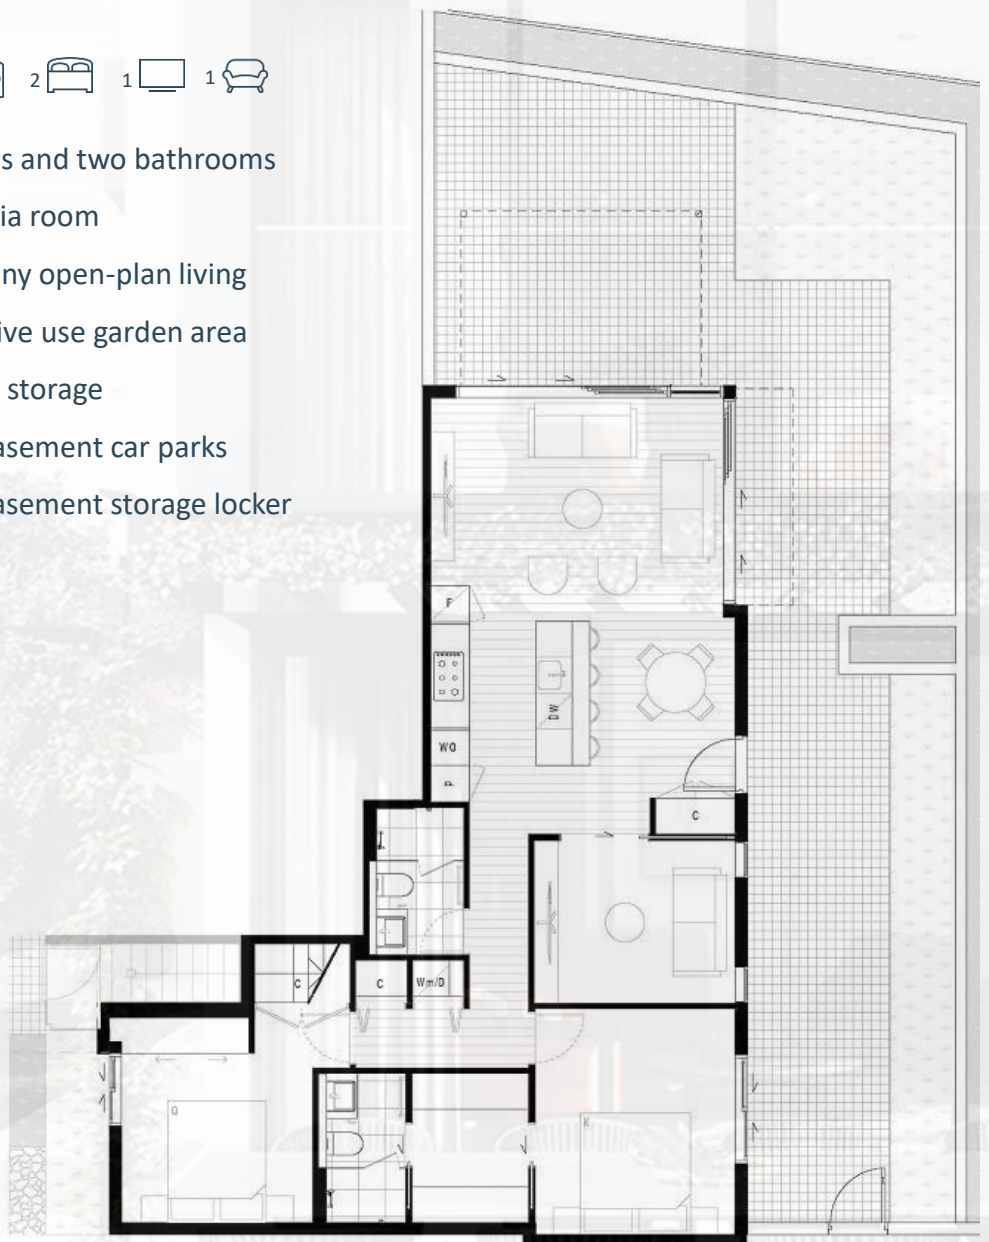 2 1 1
s and two bathrooms
ia room
ny open-plan living
ive use garden area
storage
asement car parks
asement storage locker
F
DW
WO
P
C
C
C
Wm/D
Q
K